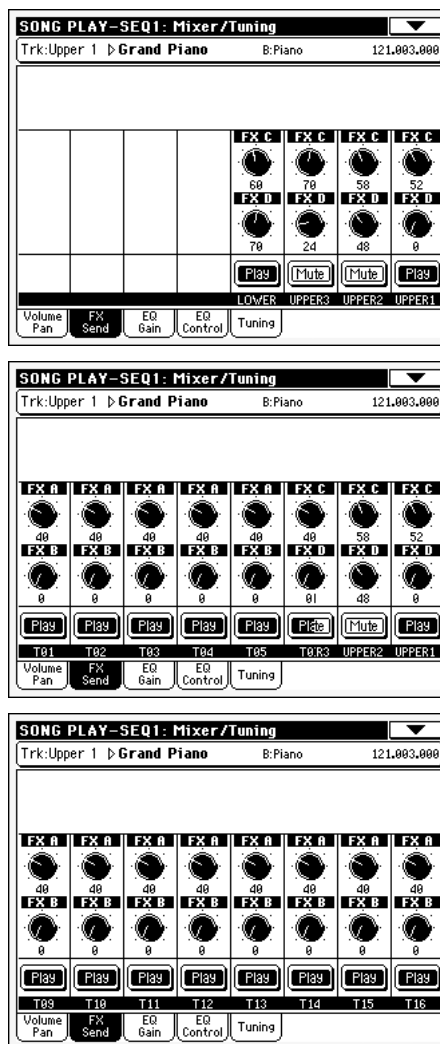 SONG PLAY-SEQ1: Mixer/Tuning
Trk:Upper 1 ▷Grand Piano B:Piano 121.003.000
FX C FX C FX C FX C
60 70 58 52
FX D FX D FX D FX D
70 24 48 0
Play Mute Mute Play
LOWER UPPER3 UPPER2 UPPER1
Volume Pan FX Send EQ Gain EQ Control Tuning
SONG PLAY-SEQ1: Mixer/Tuning
Trk:Upper 1 ▷Grand Piano B:Piano 121.003.000
FX A FX A FX A FX A FX A FX C FX C FX C
40 40 40 40 40 40 58 52
FX B FX B FX B FX B FX B FX D FX D FX D
0 0 0 0 0 48 0
Play Play Play Play Play Mute Play
T01 T02 T03 T04 T05 UPPER2 UPPER1
Volume Pan FX Send EQ Gain EQ Control Tuning
SONG PLAY-SEQ1: Mixer/Tuning
Trk:Upper 1 ▷Grand Piano B:Piano 121.003.000
FX A FX A FX A FX A FX A FX A FX A FX A
40 40 40 40 40 40 40 40
FX B FX B FX B FX B FX B FX B FX B FX B
0 0 0 0 0 0 0 0
Play Play Play Play Play Play Play Play
T09 T10 T11 T12 T13 T14 T15 T16
Volume Pan FX Send EQ Gain EQ Control Tuning